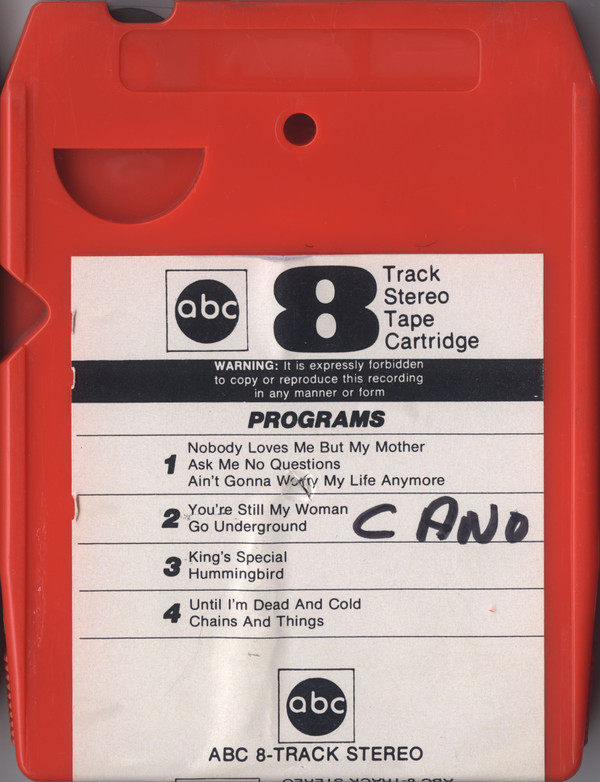 abc
8
Track
Stereo
Tape
Cartridge
WARNING: It is expressly forbidden
to copy or reproduce this recording
in any manner or form
PROGRAMS
1
Nobody Loves Me But My Mother
Ask Me No Questions
Ain't Gonna Worry My Life Anymore
2
You're Still My Woman
Go Underground
CANO
3
King's Special
Hummingbird
4
Until I'm Dead And Cold
Chains And Things
abc
ABC 8-TRACK STEREO